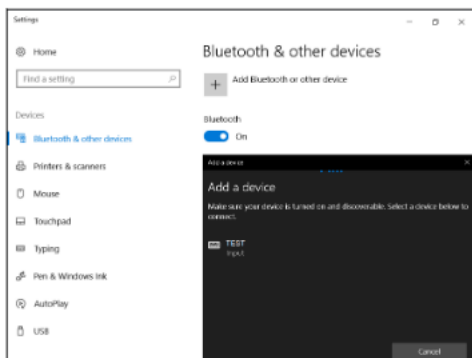 Settings
Home
Find a setting
Devices
Bluetooth & other devices
Printers & scanners
Mouse
Touchpad
Typing
Pen & Windows Ink
AutoPlay
USB
Bluetooth & other devices
Add Bluetooth or other device
Bluetooth
On
Add a device
Add a device
Make sure your device is turned on and discoverable. Select a device below to
connect.
TEST
Input
Cancel